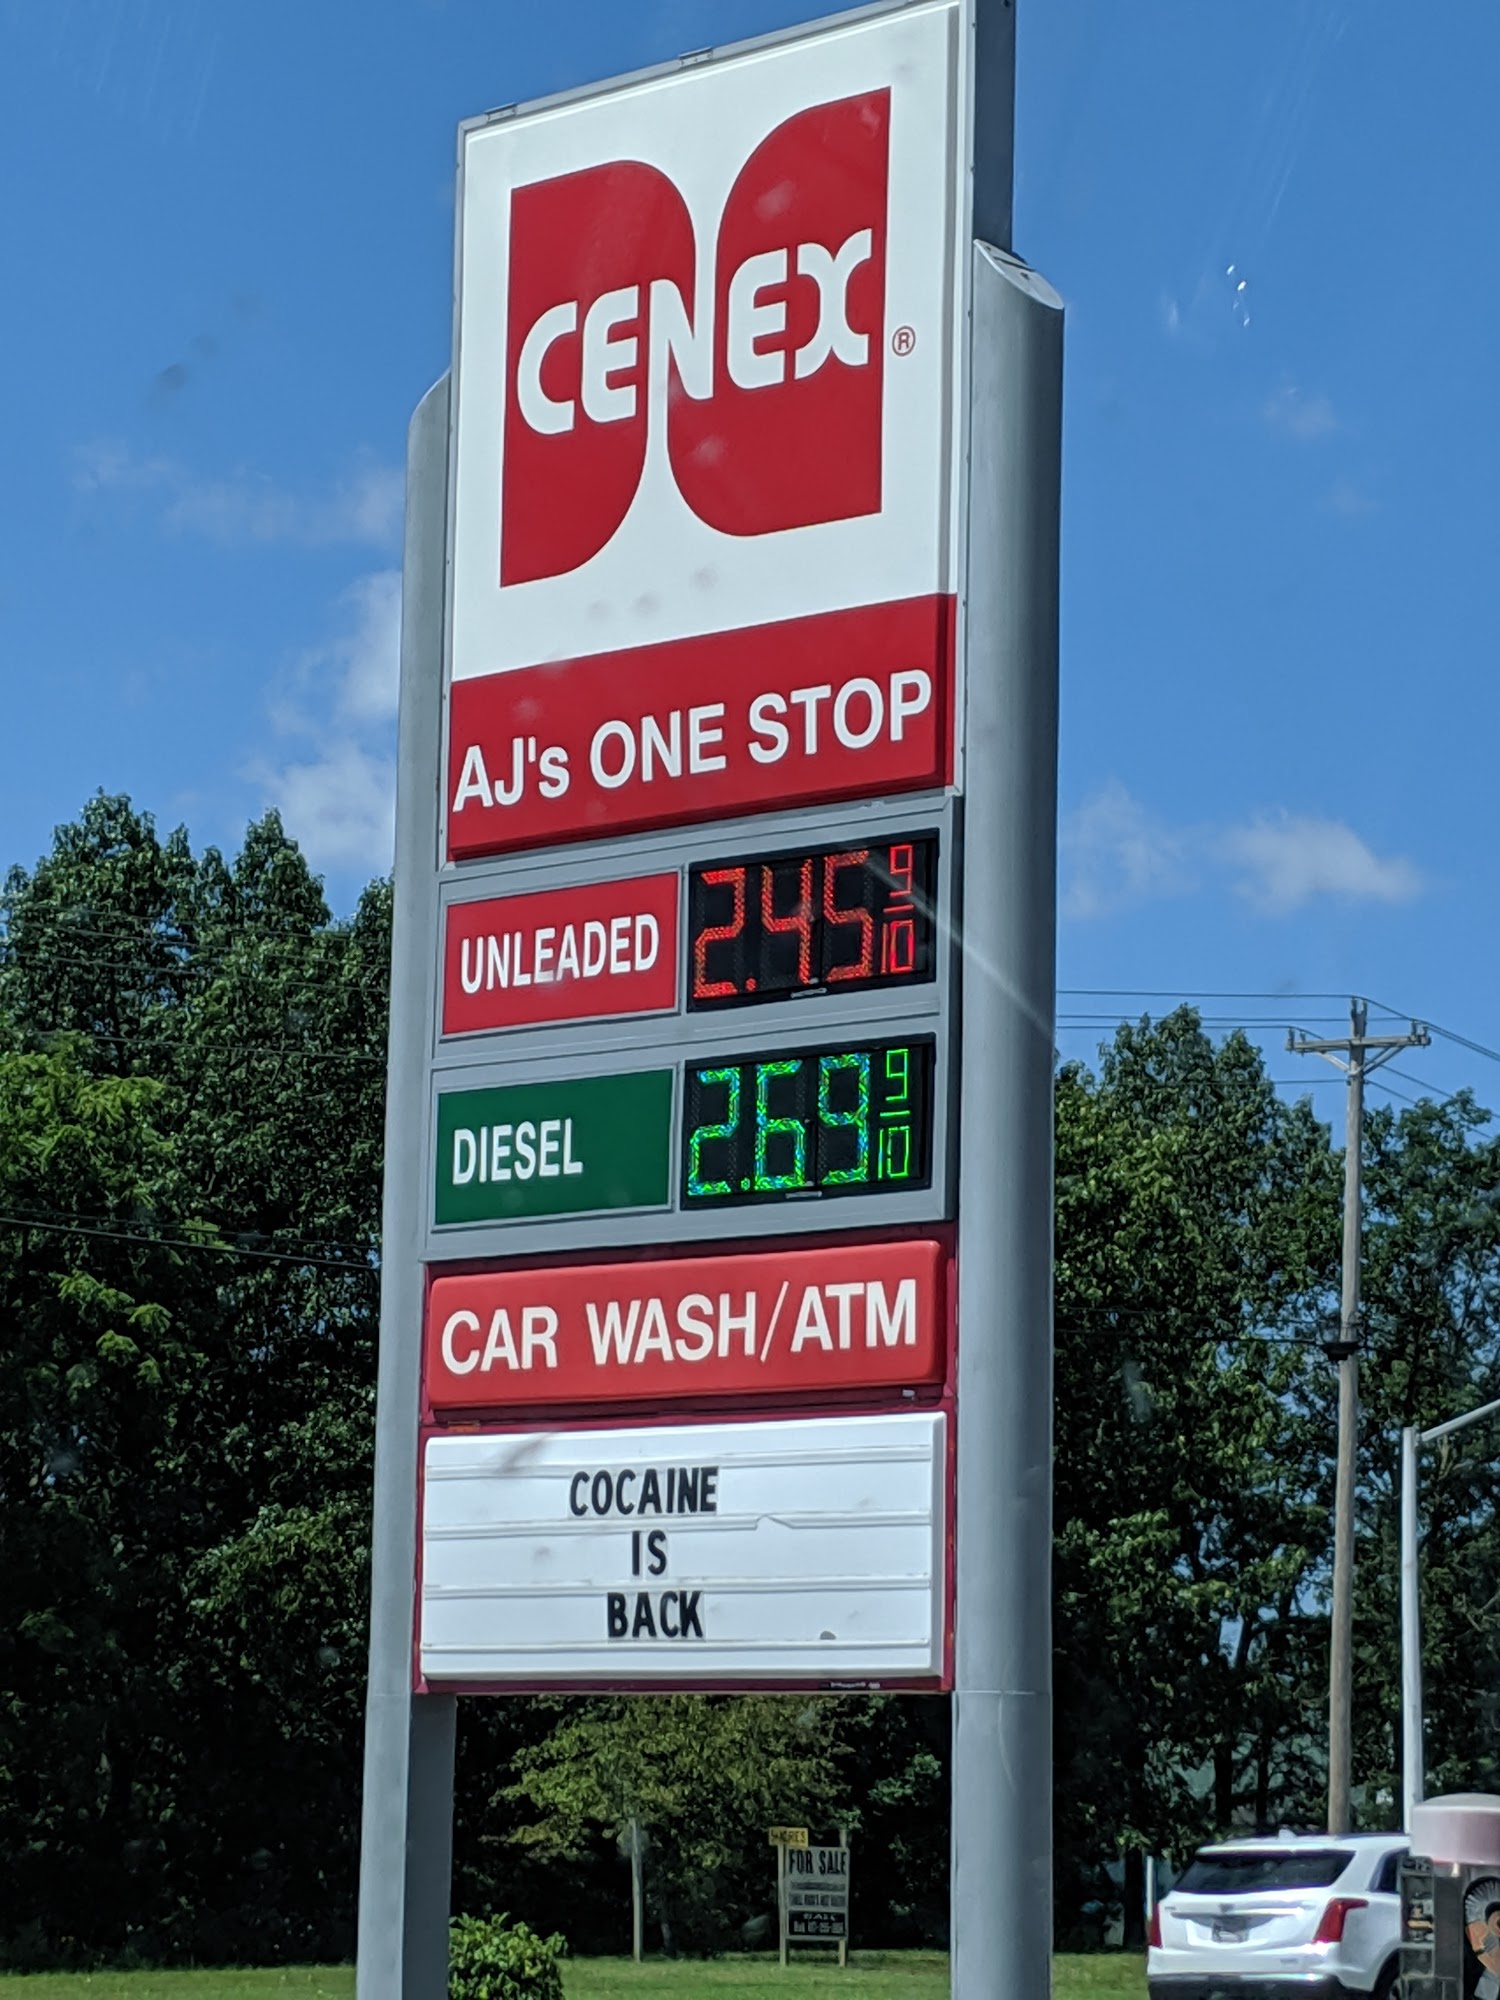 CENEX®
AJ's ONE STOP
UNLEADED 2.45 9/10
DIESEL 2.69 9/10
CAR WASH/ATM
COCAINE
IS
BACK
FOR SALE
CALL